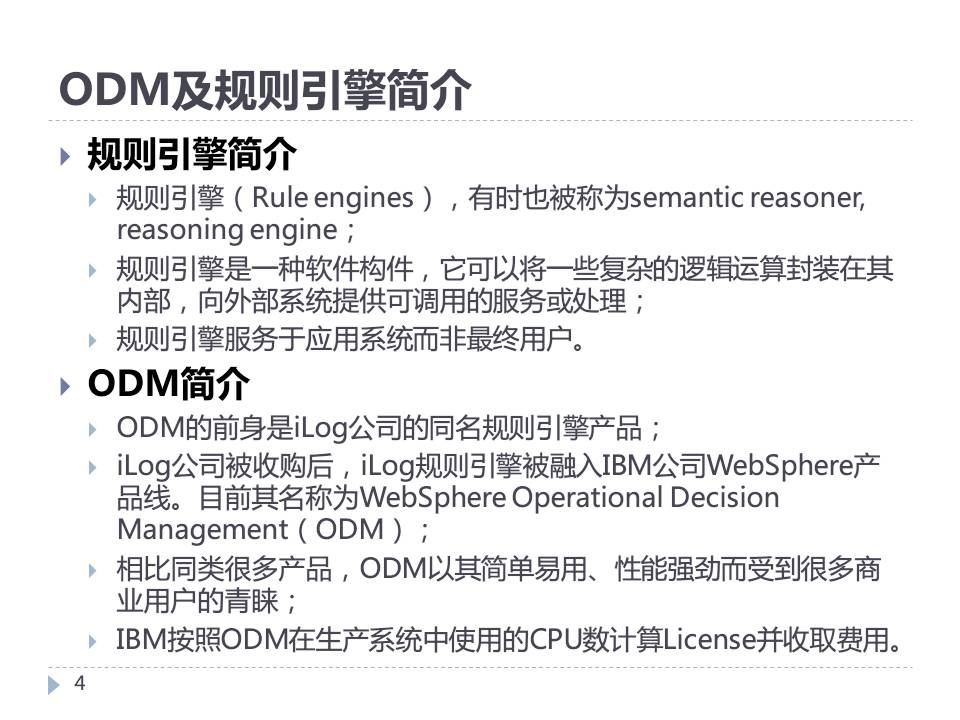 ODM及规则引擎简介
规则引擎简介
规则引擎（Rule engines），有时也被称为semantic reasoner,
reasoning engine；
规则引擎是一种软件构件，它可以将一些复杂的逻辑运算封装在其
内部，向外部系统提供可调用的服务或处理；
规则引擎服务于应用系统而非最终用户。
ODM简介
ODM的前身是iLog公司的同名规则引擎产品；
iLog公司被收购后，iLog规则引擎被融入IBM公司WebSphere产
品线。目前其名称为WebSphere Operational Decision
Management（ODM）；
相比同类很多产品，ODM以其简单易用、性能强劲而受到很多商
业用户的青睐；
IBM按照ODM在生产系统中使用的CPU数计算License并收取费用。
4